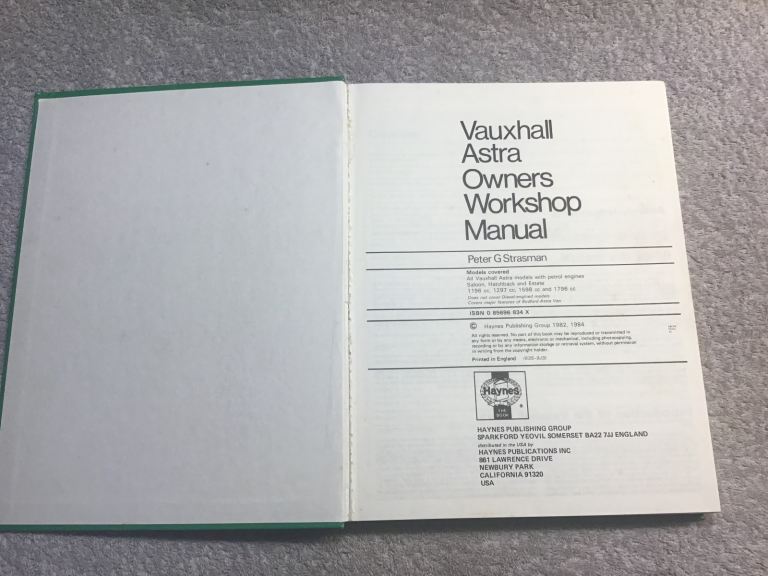 Vauxhall
Astra
Owners
Workshop
Manual
Peter G Strasman
Models covered
All Vauxhall Astra models with petrol engines
Saloon, Hatchback and Estate
1196 cc, 1297 cc, 1598 cc and 1796 cc
Does not cover Diesel-engined models
Covers major features of Bedford Astra Van
ISBN 0 85696 834 X
© Haynes Publishing Group 1982, 1984
All rights reserved. No part of this book may be reproduced or transmitted in
any form or by any means, electronic or mechanical, including photocopying,
recording or by any information storage or retrieval system, without permission
in writing from the copyright holder.
Printed in England
Haynes
THE
BOOK
®
HAYNES PUBLISHING GROUP
SPARKFORD YEOVIL SOMERSET BA22 7JJ ENGLAND
distributed in the USA by
HAYNES PUBLICATIONS INC
861 LAWRENCE DRIVE
NEWBURY PARK
CALIFORNIA 91320
USA